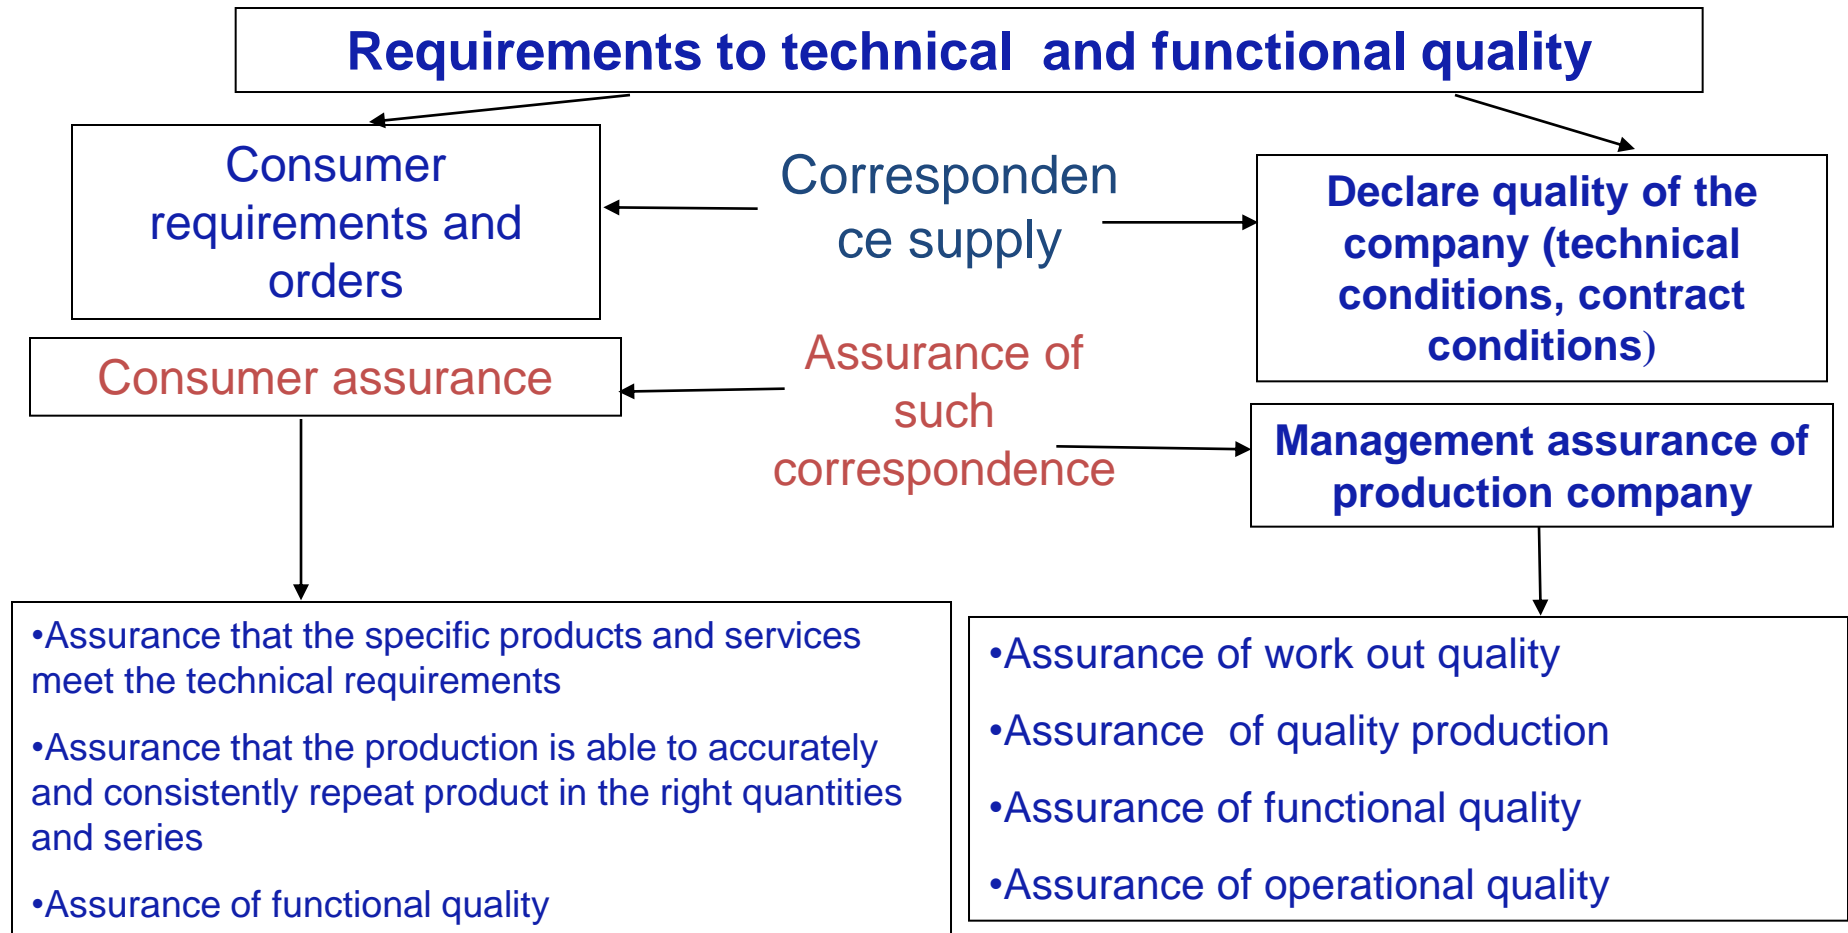 Requirements to technical  and functional quality
Consumer
requirements and
orders
Corresponden
ce supply
Declare quality of the
company (technical
conditions, contract
conditions)
Consumer assurance
Assurance of
such
correspondence
Management assurance of
production company
•Assurance that the specific products and services
meet the technical requirements
•Assurance that the production is able to accurately
and consistently repeat product in the right quantities
and series
•Assurance of functional quality
•Assurance of work out quality
•Assurance  of quality production
•Assurance of functional quality
•Assurance of operational quality